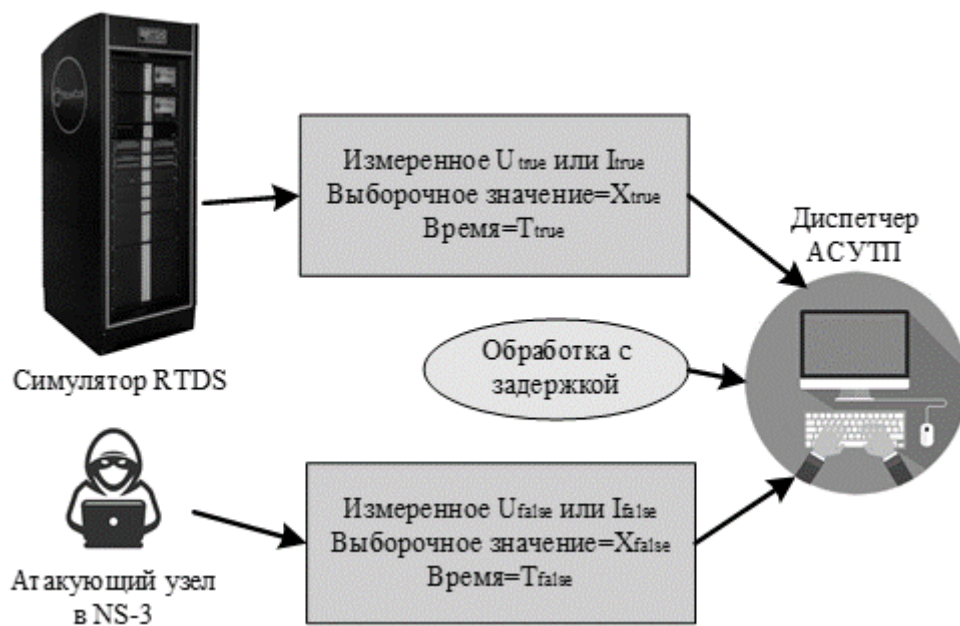 Измеренное U true или Itrue
Выборочное значение=Xtrue
Время=Ttrue
Диспетчер
АСУТП
Обработка с
задержкой
Симулятор RTDS
Измеренное Ufalse или Ifalse
Выборочное значение=Xfalse
Время=Tfalse
Атакующий узел
в NS-3